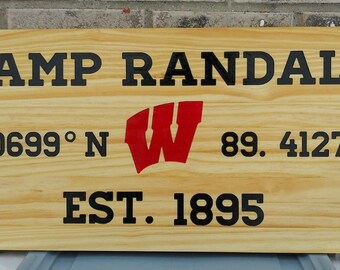 AMP RANDAL
0699° N W 89. 4127
EST. 1895